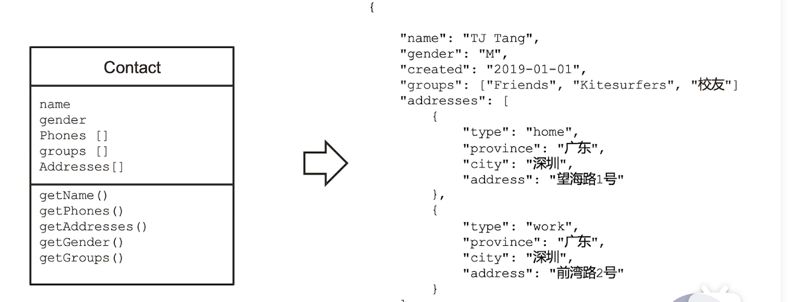 Contact
name
gender
Phones []
groups []
Addresses[]
getName()
getPhones()
getAddresses()
getGender()
getGroups()
{
"name": "TJ Tang",
"gender": "M",
"created": "2019-01-01",
"groups": ["Friends", "Kitesurfers", "校友"]
"addresses": [
{
"type": "home",
"province": "广东",
"city": "深圳",
"address": "望海路1号"
},
{
"type": "work",
"province": "广东",
"city": "深圳",
"address": "前湾路2号"
}